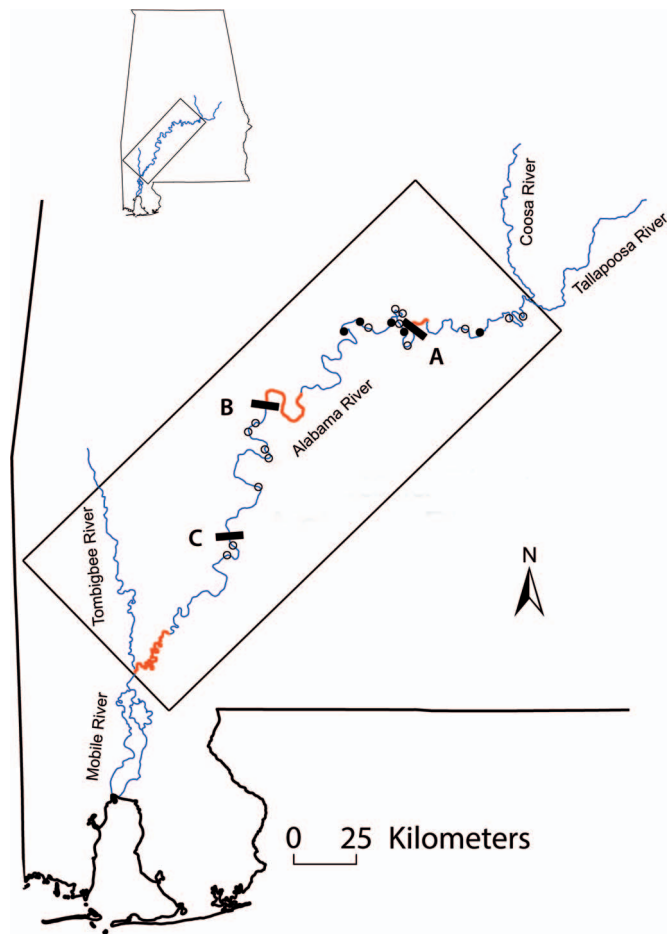 Coosa River
Tallapoosa River
A
B
Alabama River
C
Tombigbee River
N
Mobile River
0 25 Kilometers